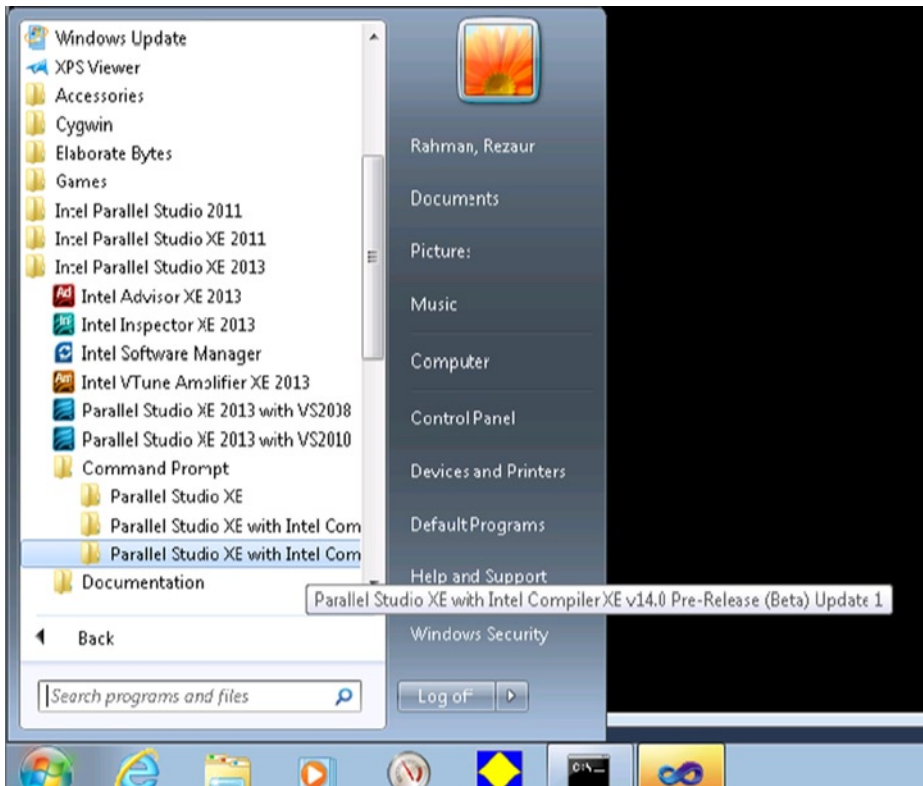 Windows Update
XPS Viewer
Accessories
Cygwin
Elaborate Bytes
Games
Intel Parallel Studio 2011
Intel Parallel Studio XE 2011
Intel Parallel Studio XE 2013
Ad Intel Advisor XE 2013
In Intel Inspector XE 2013
Intel Software Manager
Am Intel VTune Amplifier XE 2013
Parallel Studio XE 2013 with VS2008
Parallel Studio XE 2013 with VS2010
Command Prompt
Parallel Studio XE
Parallel Studio XE with Intel Com
Parallel Studio XE with Intel Com
Documentation
Back
Search programs and files
Rahman, Rezaur
Documents
Pictures
Music
Computer
Control Panel
Devices and Printers
Default Programs
Help and Support
Parallel Studio XE with Intel Compiler XE v14.0 Pre-Release (Beta) Update 1
Windows Security
Log off
C:\_